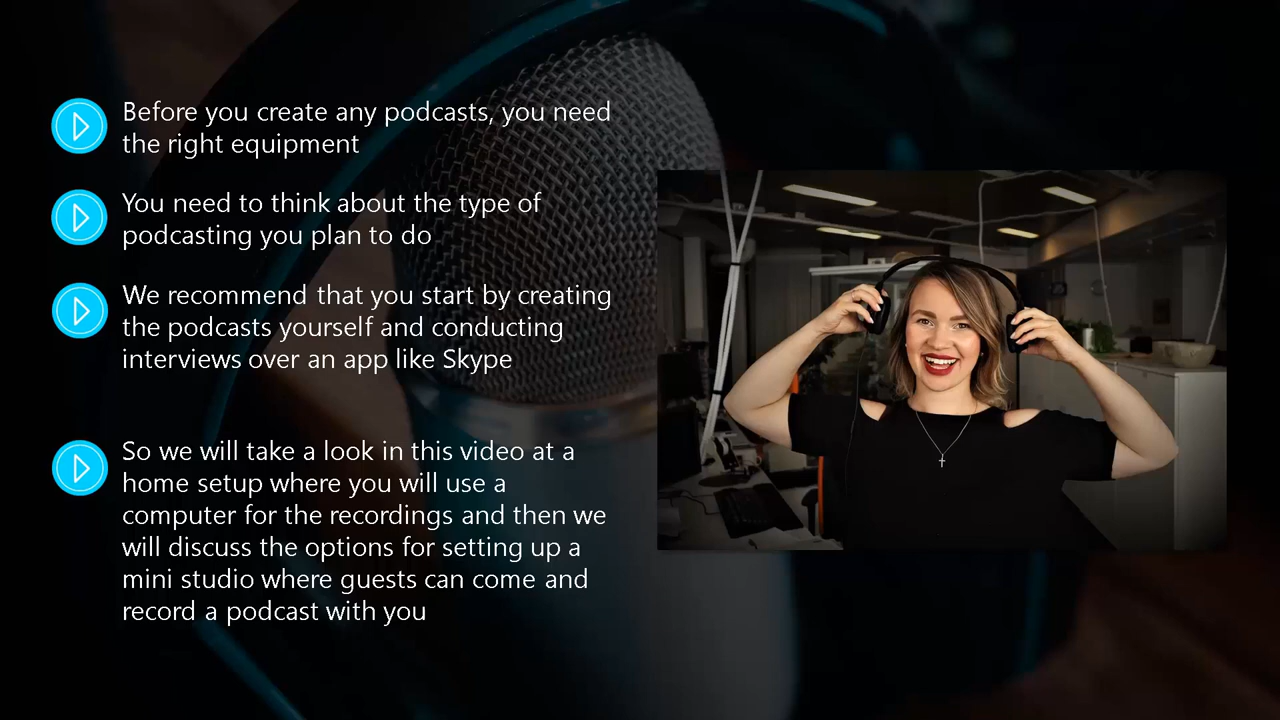 Before you create any podcasts, you need
the right equipment
You need to think about the type of
podcasting you plan to do
We recommend that you start by creating
the podcasts yourself and conducting
interviews over an app like Skype
So we will take a look in this video at a
home setup where you will use a
computer for the recordings and then we
will discuss the options for setting up a
mini studio where guests can come and
record a podcast with you